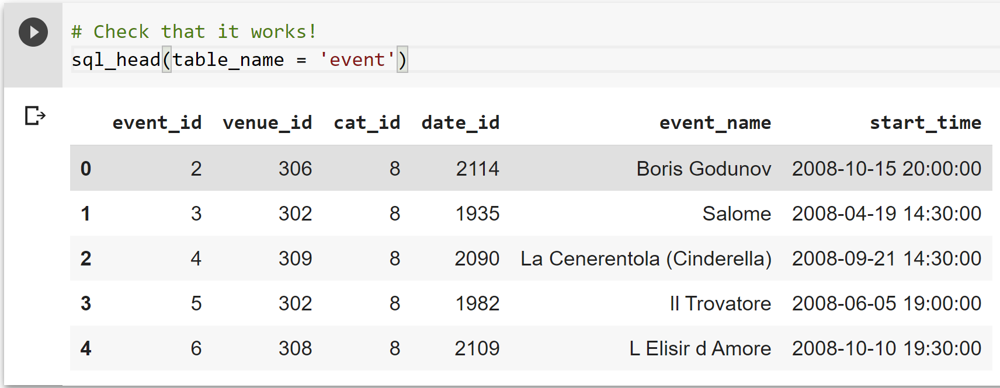 # Check that it works!
sql_head(table_name = 'event')
event_id venue_id cat_id date_id event_name start_time
0 2 306 8 2114 Boris Godunov 2008-10-15 20:00:00
1 3 302 8 1935 Salome 2008-04-19 14:30:00
2 4 309 8 2090 La Cenerentola (Cinderella) 2008-09-21 14:30:00
3 5 302 8 1982 Il Trovatore 2008-06-05 19:00:00
4 6 308 8 2109 L Elisir d Amore 2008-10-10 19:30:00